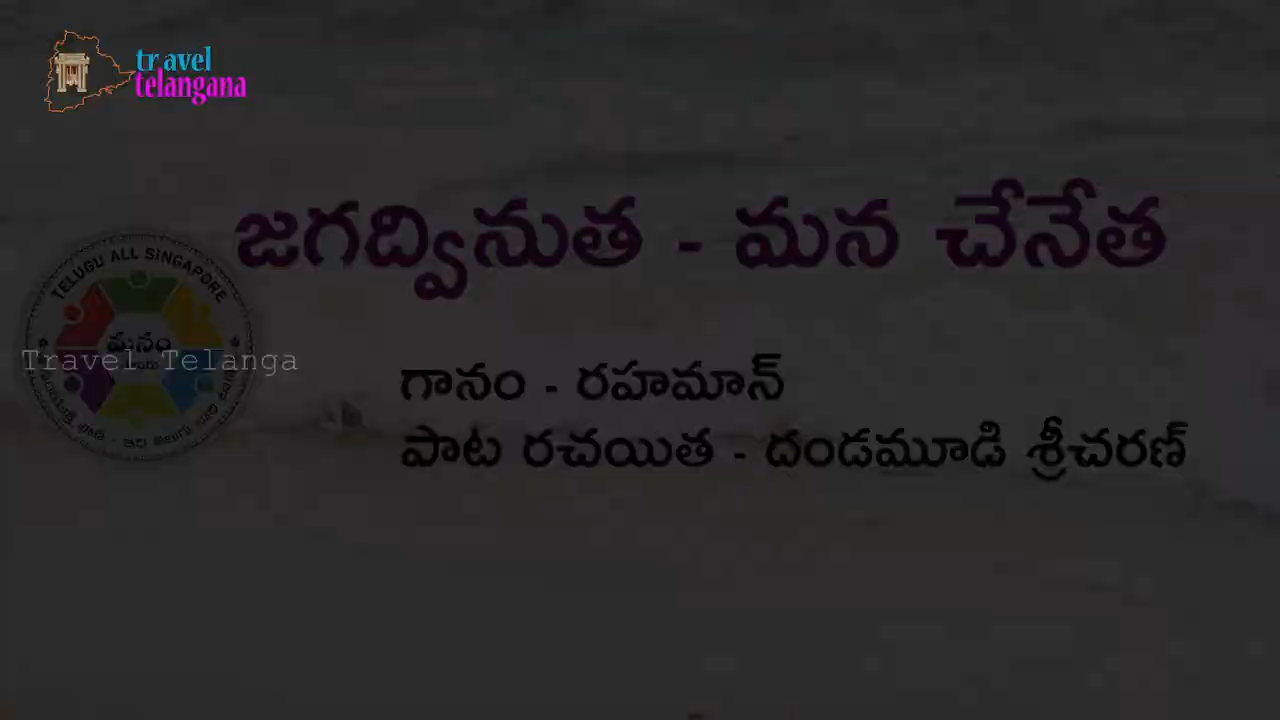 travel
telangana
జగద్వినుత - మన చేనేత
TELUGU ALL SINGAPORE
మనం
Travel Telanga
గానం - రహమాన్
పాట రచయిత - దండమూడి శ్రీచరణ్